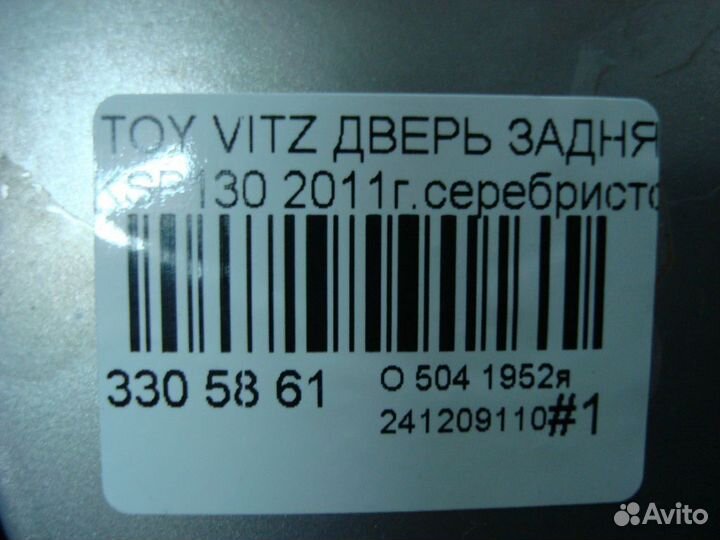 TOY VITZ ДВЕРЬ ЗАДНЯ
KSP130 2011г.серебристо
330 58 61
О 504 1952я
241209110#1
Avito